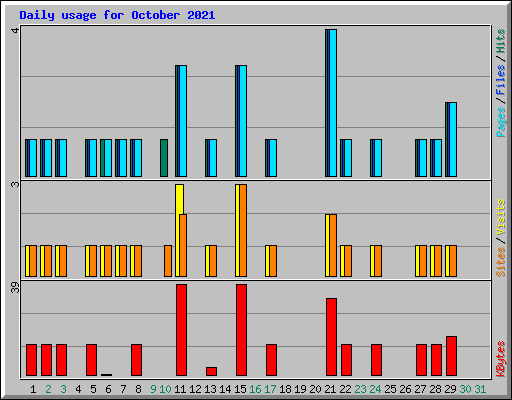 Daily usage for October 2021
4
3
39
Pages / Files / Hits
Sites / Visits
KBytes
1 2 3 4 5 6 7 8 9 10 11 12 13 14 15 16 17 18 19 20 21 22 23 24 25 26 27 28 29 30 31